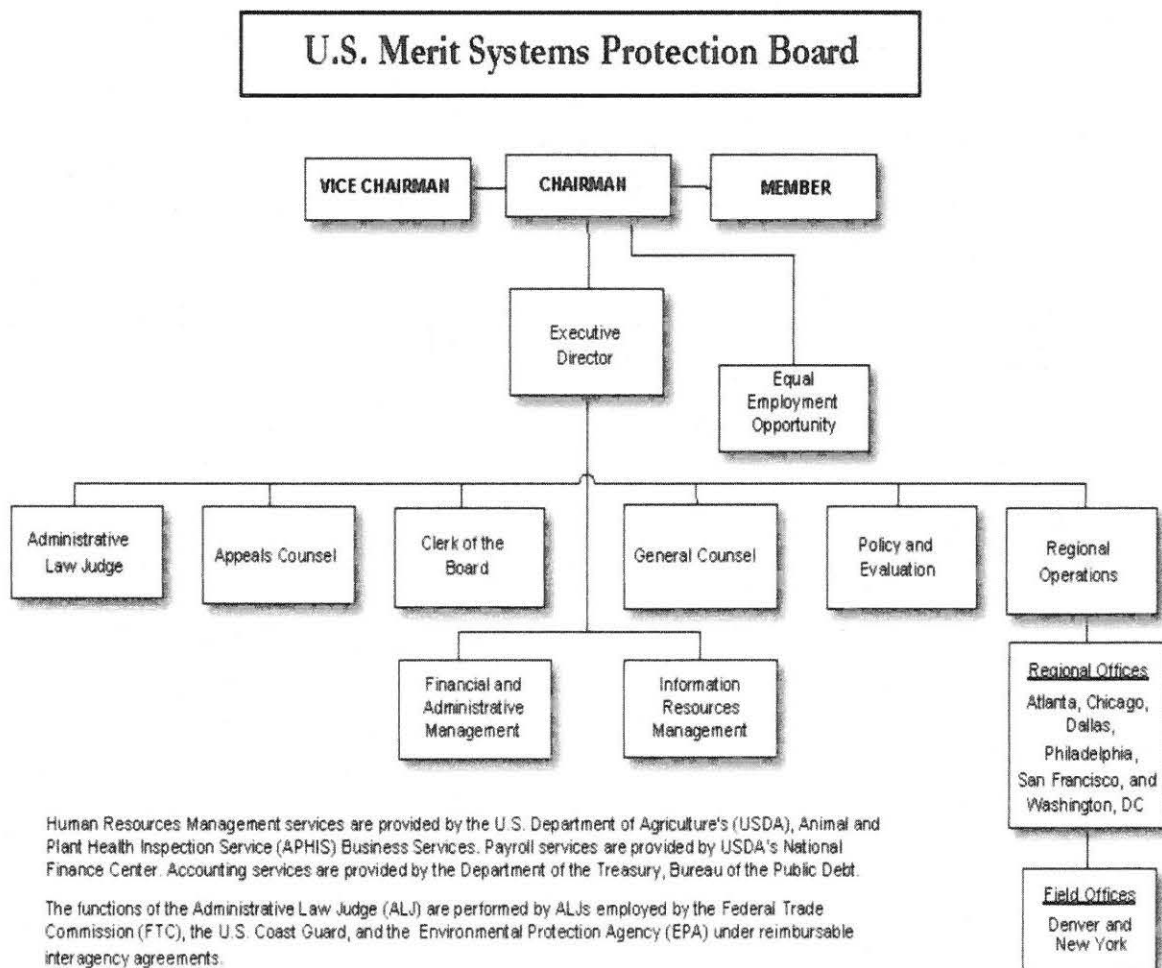 U.S. Merit Systems Protection Board
VICE CHAIRMAN
CHAIRMAN
MEMBER
Executive
Director
Equal
Employment
Opportunity
Administrative
Law Judge
Appeals Counsel
Clerk of the
Board
General Counsel
Policy and
Evaluation
Regional
Operations
Financial and
Administrative
Management
Information
Resources
Management
Regional Offices
Atlanta, Chicago,
Dallas,
Philadelphia,
San Francisco, and
Washington, DC
Field Offices
Denver and
New York
Human Resources Management services are provided by the U.S. Department of Agriculture's (USDA), Animal and
Plant Health Inspection Service (APHIS) Business Services. Payroll services are provided by USDA's National
Finance Center. Accounting services are provided by the Department of the Treasury, Bureau of the Public Debt.
The functions of the Administrative Law Judge (ALJ) are performed by ALJs employed by the Federal Trade
Commission (FTC), the U.S. Coast Guard, and the Environmental Protection Agency (EPA) under reimbursable
interagency agreements.